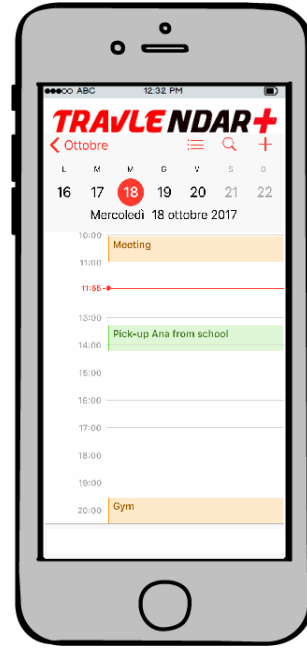 ABC 12:32 PM
TRAVLENDAR+
Ottobre
L M M G V S D
16 17 18 19 20 21 22
Mercoledì 18 ottobre 2017
10:00
Meeting
11:00
11:55
13:00
Pick-up Ana from school
14:00
15:00
16:00
17:00
18:00
19:00
Gym
20:00